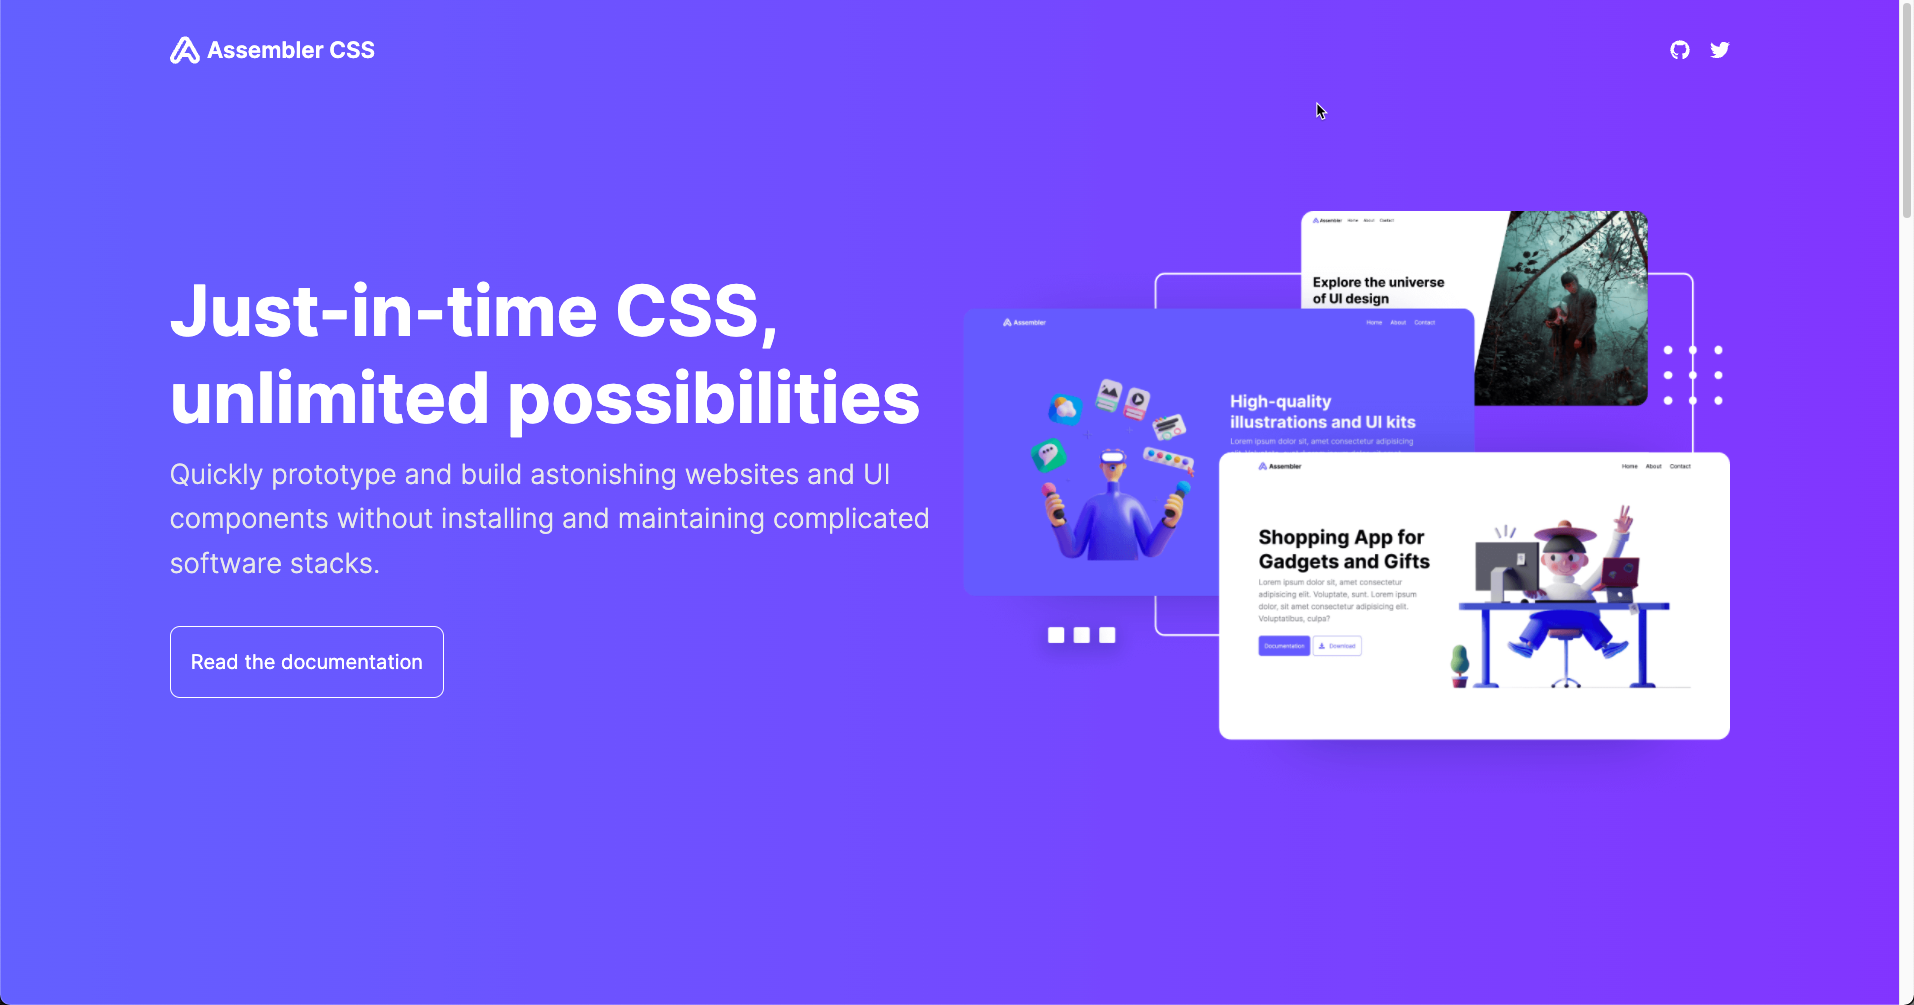 Assembler CSS
Just-in-time CSS,
unlimited possibilities
Quickly prototype and build astonishing websites and UI
components without installing and maintaining complicated
software stacks.
Read the documentation
Assembler Home About Contact
Explore the universe
of UI design
Assembler Home About Contact
High-quality
illustrations and UI kits
Lorem ipsum dolor sit, amet consectetur adipisicing
Assembler Home About Contact
Shopping App for
Gadgets and Gifts
Lorem ipsum dolor sit, amet consectetur
adipisicing elit. Voluptate, sunt. Lorem ipsum
dolor, sit amet consectetur adipisicing elit.
Voluptatibus, culpa?
Documentation Download